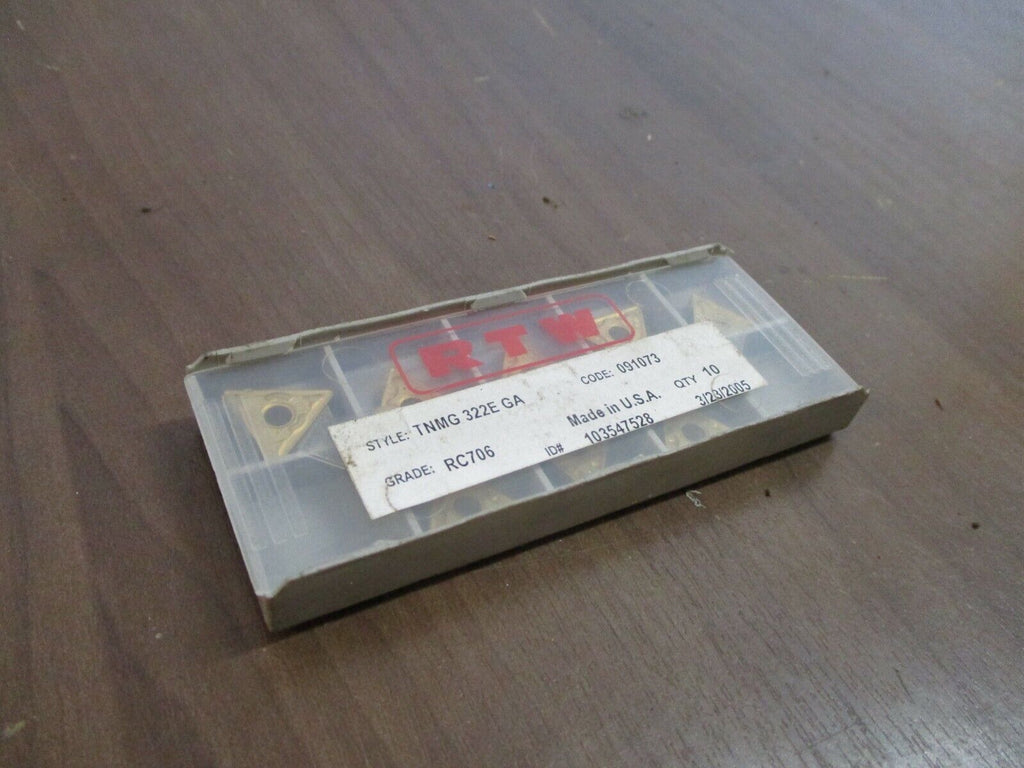 RTW
STYLE: TNMG 322E GA
CODE: 091073
GRADE: RC706
Made in U.S.A.
QTY 10
ID# 103547528
3/23/2005